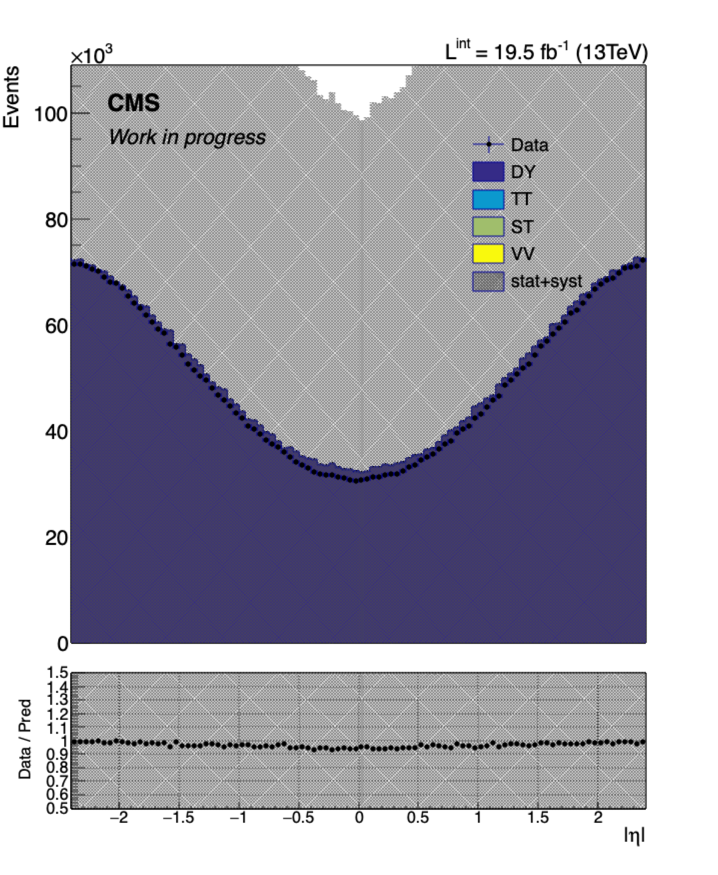 ×10³
L^int = 19.5 fb⁻¹ (13TeV)
Events
CMS
Work in progress
Data
DY
TT
ST
VV
stat+syst
100
80
60
40
20
0
Data / Pred
1.5
1.4
1.3
1.2
1.1
1
0.9
0.8
0.7
0.6
0.5
−2 −1.5 −1 −0.5 0 0.5 1 1.5 2
|η|